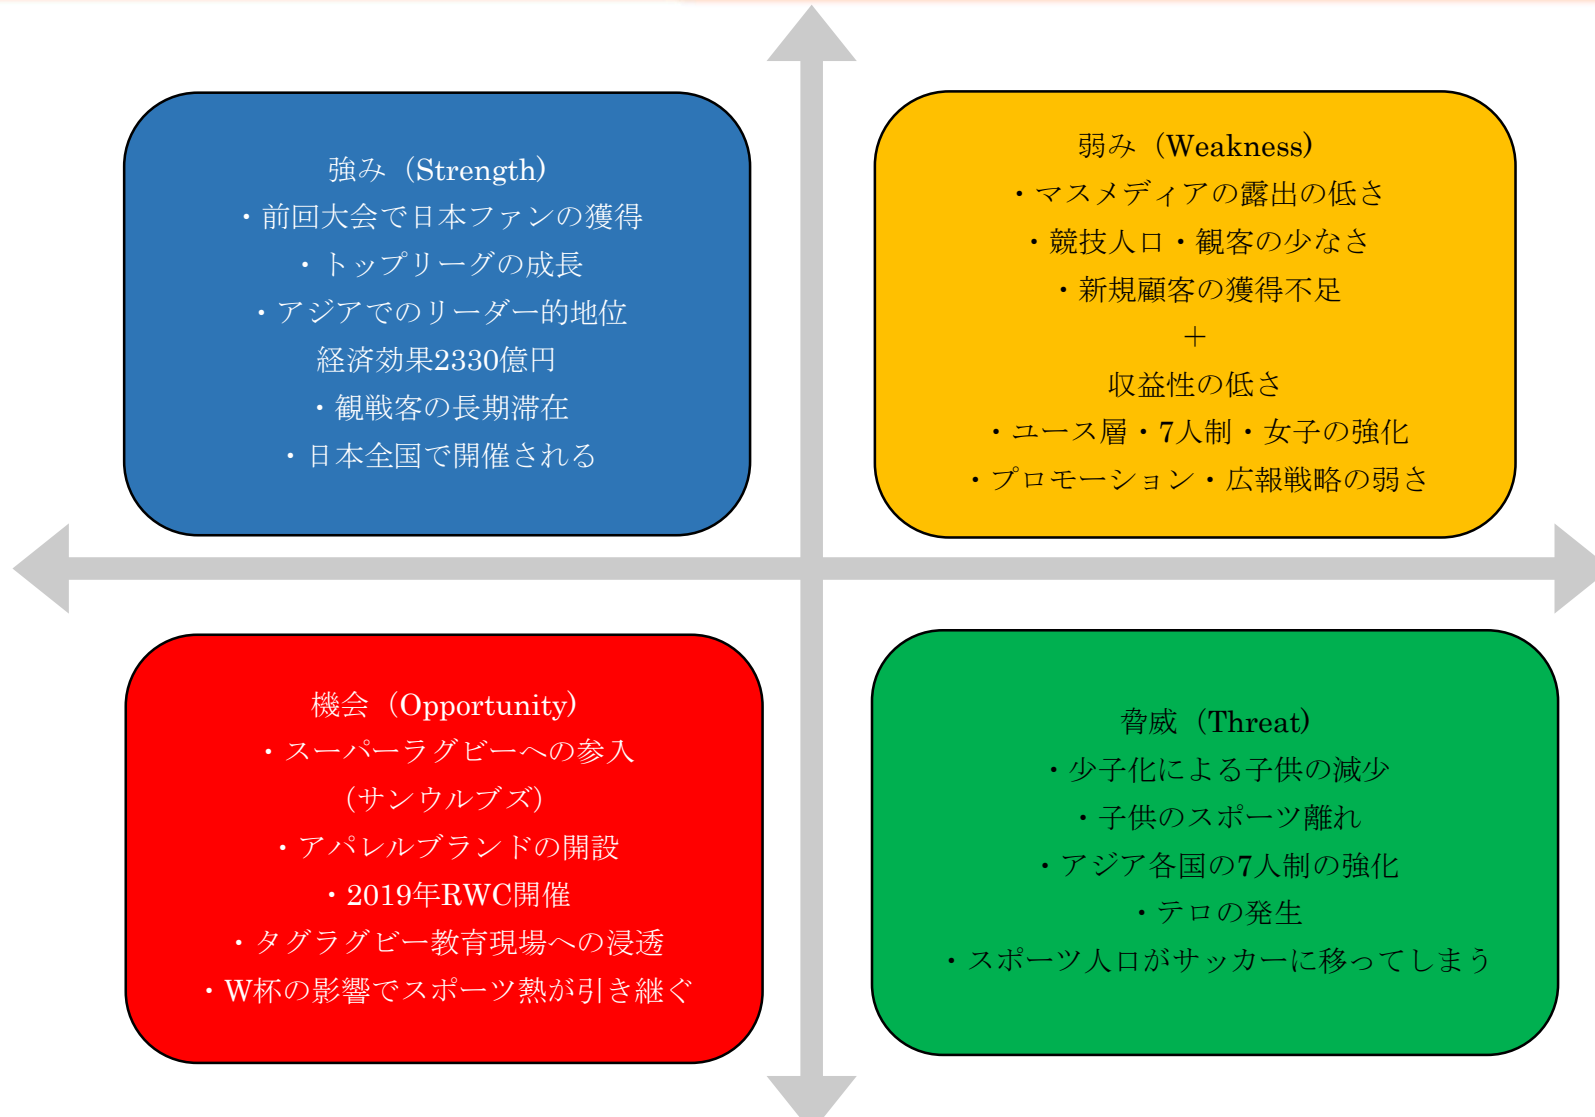 強み（Strength)
・前回大会で日本ファンの獲得
・トップリーグの成長
・アジアでのリーダー的地位
経済効果2330億円
・観戦客の長期滞在
・日本全国で開催される
弱み（Weakness)
・マスメディアの露出の低さ
・競技人口・観客の少なさ
・新規顧客の獲得不足
＋
収益性の低さ
・ユース層・7人制・女子の強化
・プロモーション・広報戦略の弱さ
機会（Opportunity)
・スーパーラグビーへの参入
（サンウルブズ）
・アパレルブランドの開設
・2019年RWC開催
・タグラグビー教育現場への浸透
・W杯の影響でスポーツ熱が引き継ぐ
脅威（Threat)
・少子化による子供の減少
・子供のスポーツ離れ
・アジア各国の7人制の強化
・テロの発生
・スポーツ人口がサッカーに移ってしまう